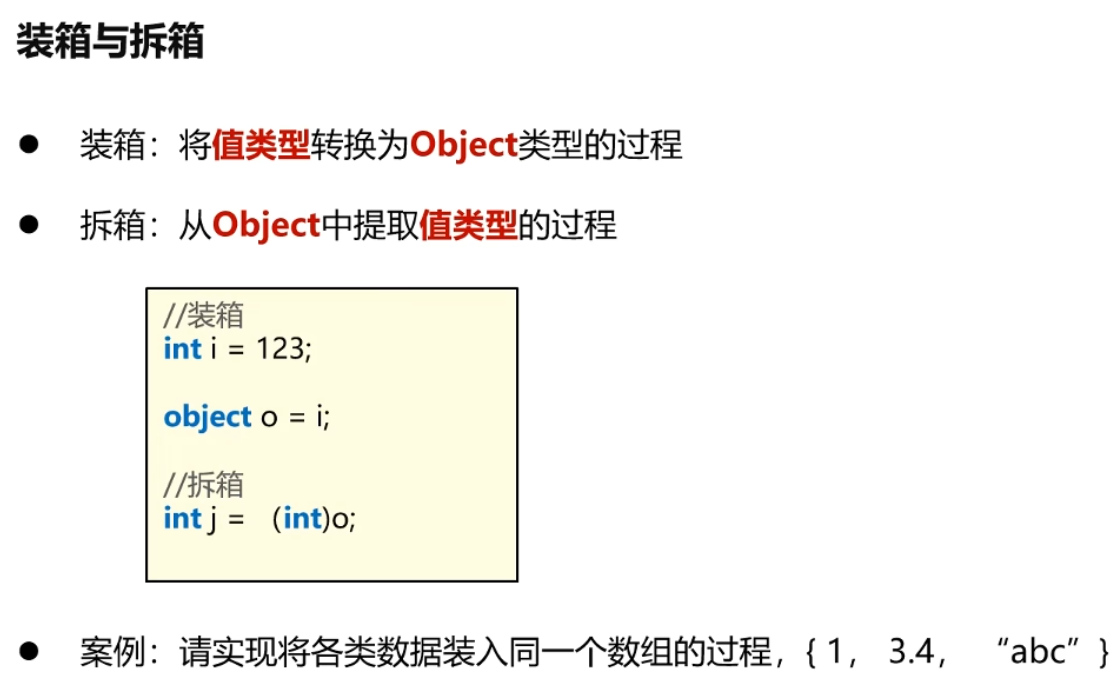 装箱与拆箱
● 装箱：将值类型转换为Object类型的过程
● 拆箱：从Object中提取值类型的过程
//装箱
int i = 123;
object o = i;
//拆箱
int j = (int)o;
● 案例：请实现将各类数据装入同一个数组的过程，{ 1， 3.4， “abc” }